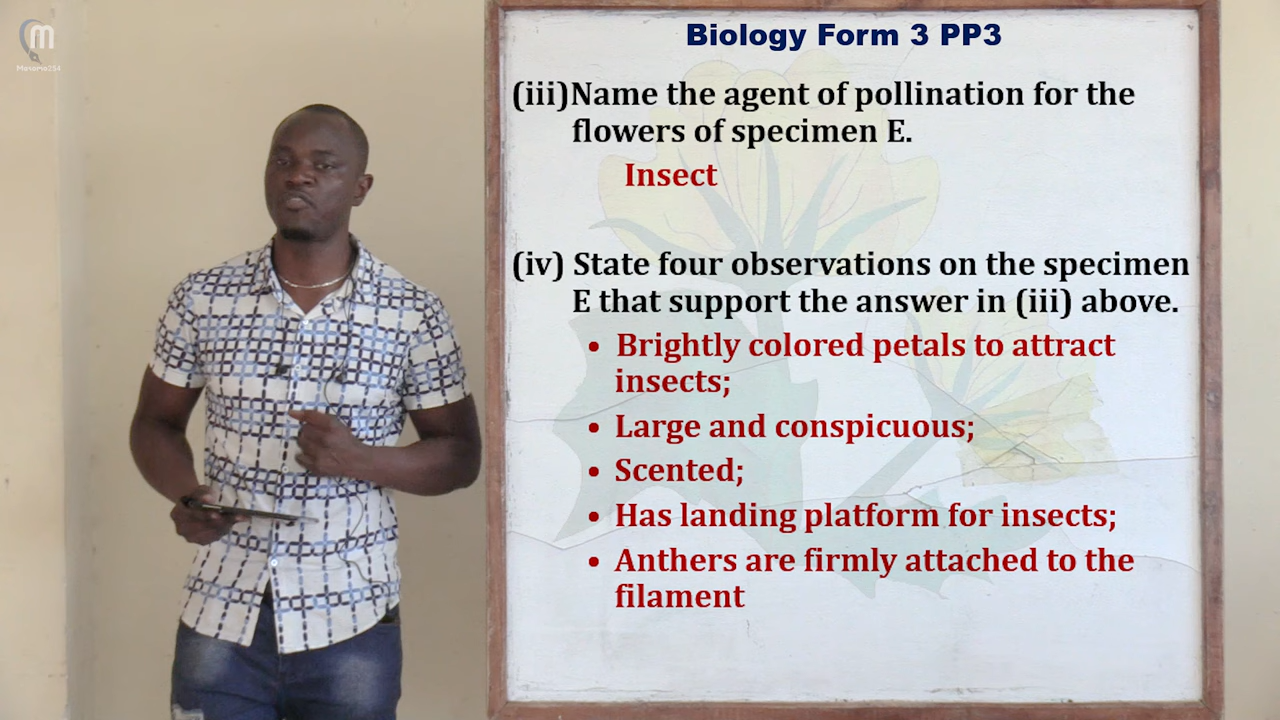 M
Masomo254
Biology Form 3 PP3
(iii)Name the agent of pollination for the
flowers of specimen E.
Insect
(iv) State four observations on the specimen
E that support the answer in (iii) above.
• Brightly colored petals to attract
insects;
• Large and conspicuous;
• Scented;
• Has landing platform for insects;
• Anthers are firmly attached to the
filament